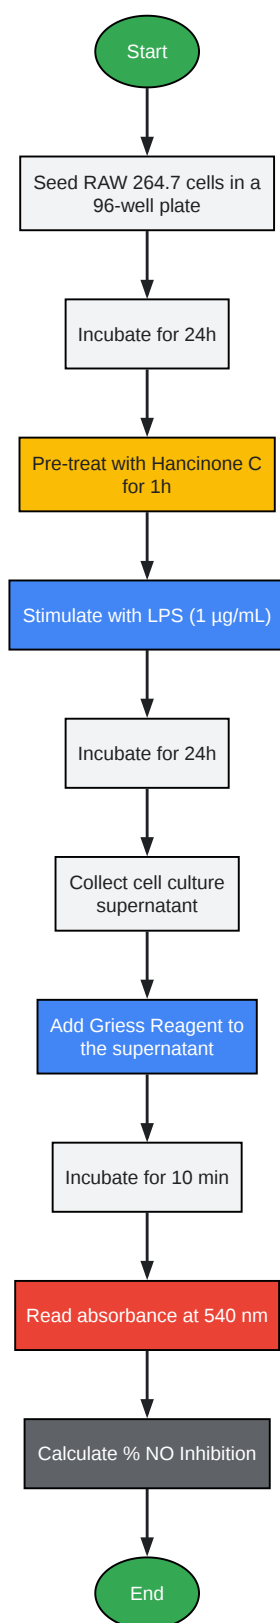 Start
Seed RAW 264.7 cells in a
96-well plate
Incubate for 24h
Pre-treat with Hancinone C
for 1h
Stimulate with LPS (1 µg/mL)
Incubate for 24h
Collect cell culture
supernatant
Add Griess Reagent to
the supernatant
Incubate for 10 min
Read absorbance at 540 nm
Calculate % NO Inhibition
End